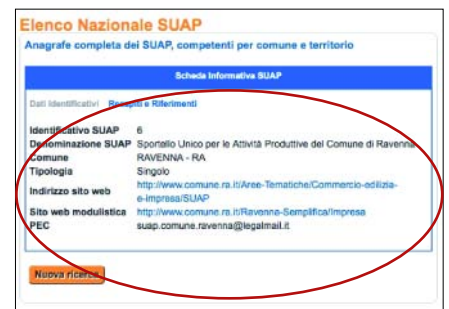 Elenco Nazionale SUAP
Anagrafe completa dei SUAP, competenti per comune e territorio
Scheda Informativa SUAP
Dati Identificativi Recapiti e Riferimenti
Identificativo SUAP 6
Denominazione SUAP Sportello Unico per le Attività Produttive del Comune di Ravenna
Comune RAVENNA - RA
Tipologia Singolo
Indirizzo sito web http://www.comune.ra.it/Aree-Tematiche/Commercio-edilizia-
e-impresa/SUAP
Sito web modulistica http://www.comune.ra.it/Ravenna-Semplifica/Impresa
PEC suap.comune.ravenna@legalmail.it
Nuova ricerca